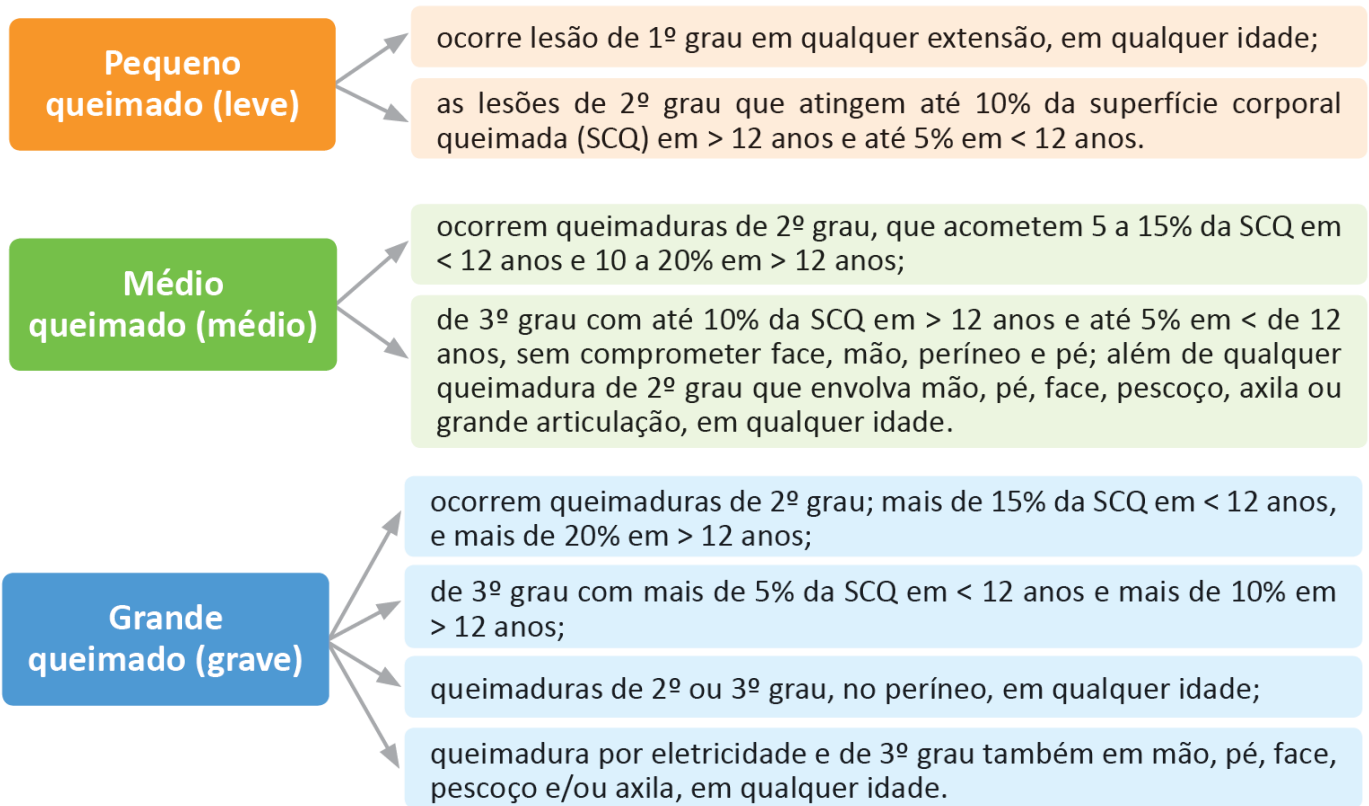 Pequeno
queimado (leve)
ocorre lesão de 1º grau em qualquer extensão, em qualquer idade;
as lesões de 2º grau que atingem até 10% da superfície corporal
queimada (SCQ) em > 12 anos e até 5% em < 12 anos.
Médio
queimado (médio)
ocorrem queimaduras de 2º grau, que acometem 5 a 15% da SCQ em
< 12 anos e 10 a 20% em > 12 anos;
de 3º grau com até 10% da SCQ em > 12 anos e até 5% em < de 12
anos, sem comprometer face, mão, períneo e pé; além de qualquer
queimadura de 2º grau que envolva mão, pé, face, pescoço, axila ou
grande articulação, em qualquer idade.
Grande
queimado (grave)
ocorrem queimaduras de 2º grau; mais de 15% da SCQ em < 12 anos,
e mais de 20% em > 12 anos;
de 3º grau com mais de 5% da SCQ em < 12 anos e mais de 10% em
> 12 anos;
queimaduras de 2º ou 3º grau, no períneo, em qualquer idade;
queimadura por eletricidade e de 3º grau também em mão, pé, face,
pescoço e/ou axila, em qualquer idade.